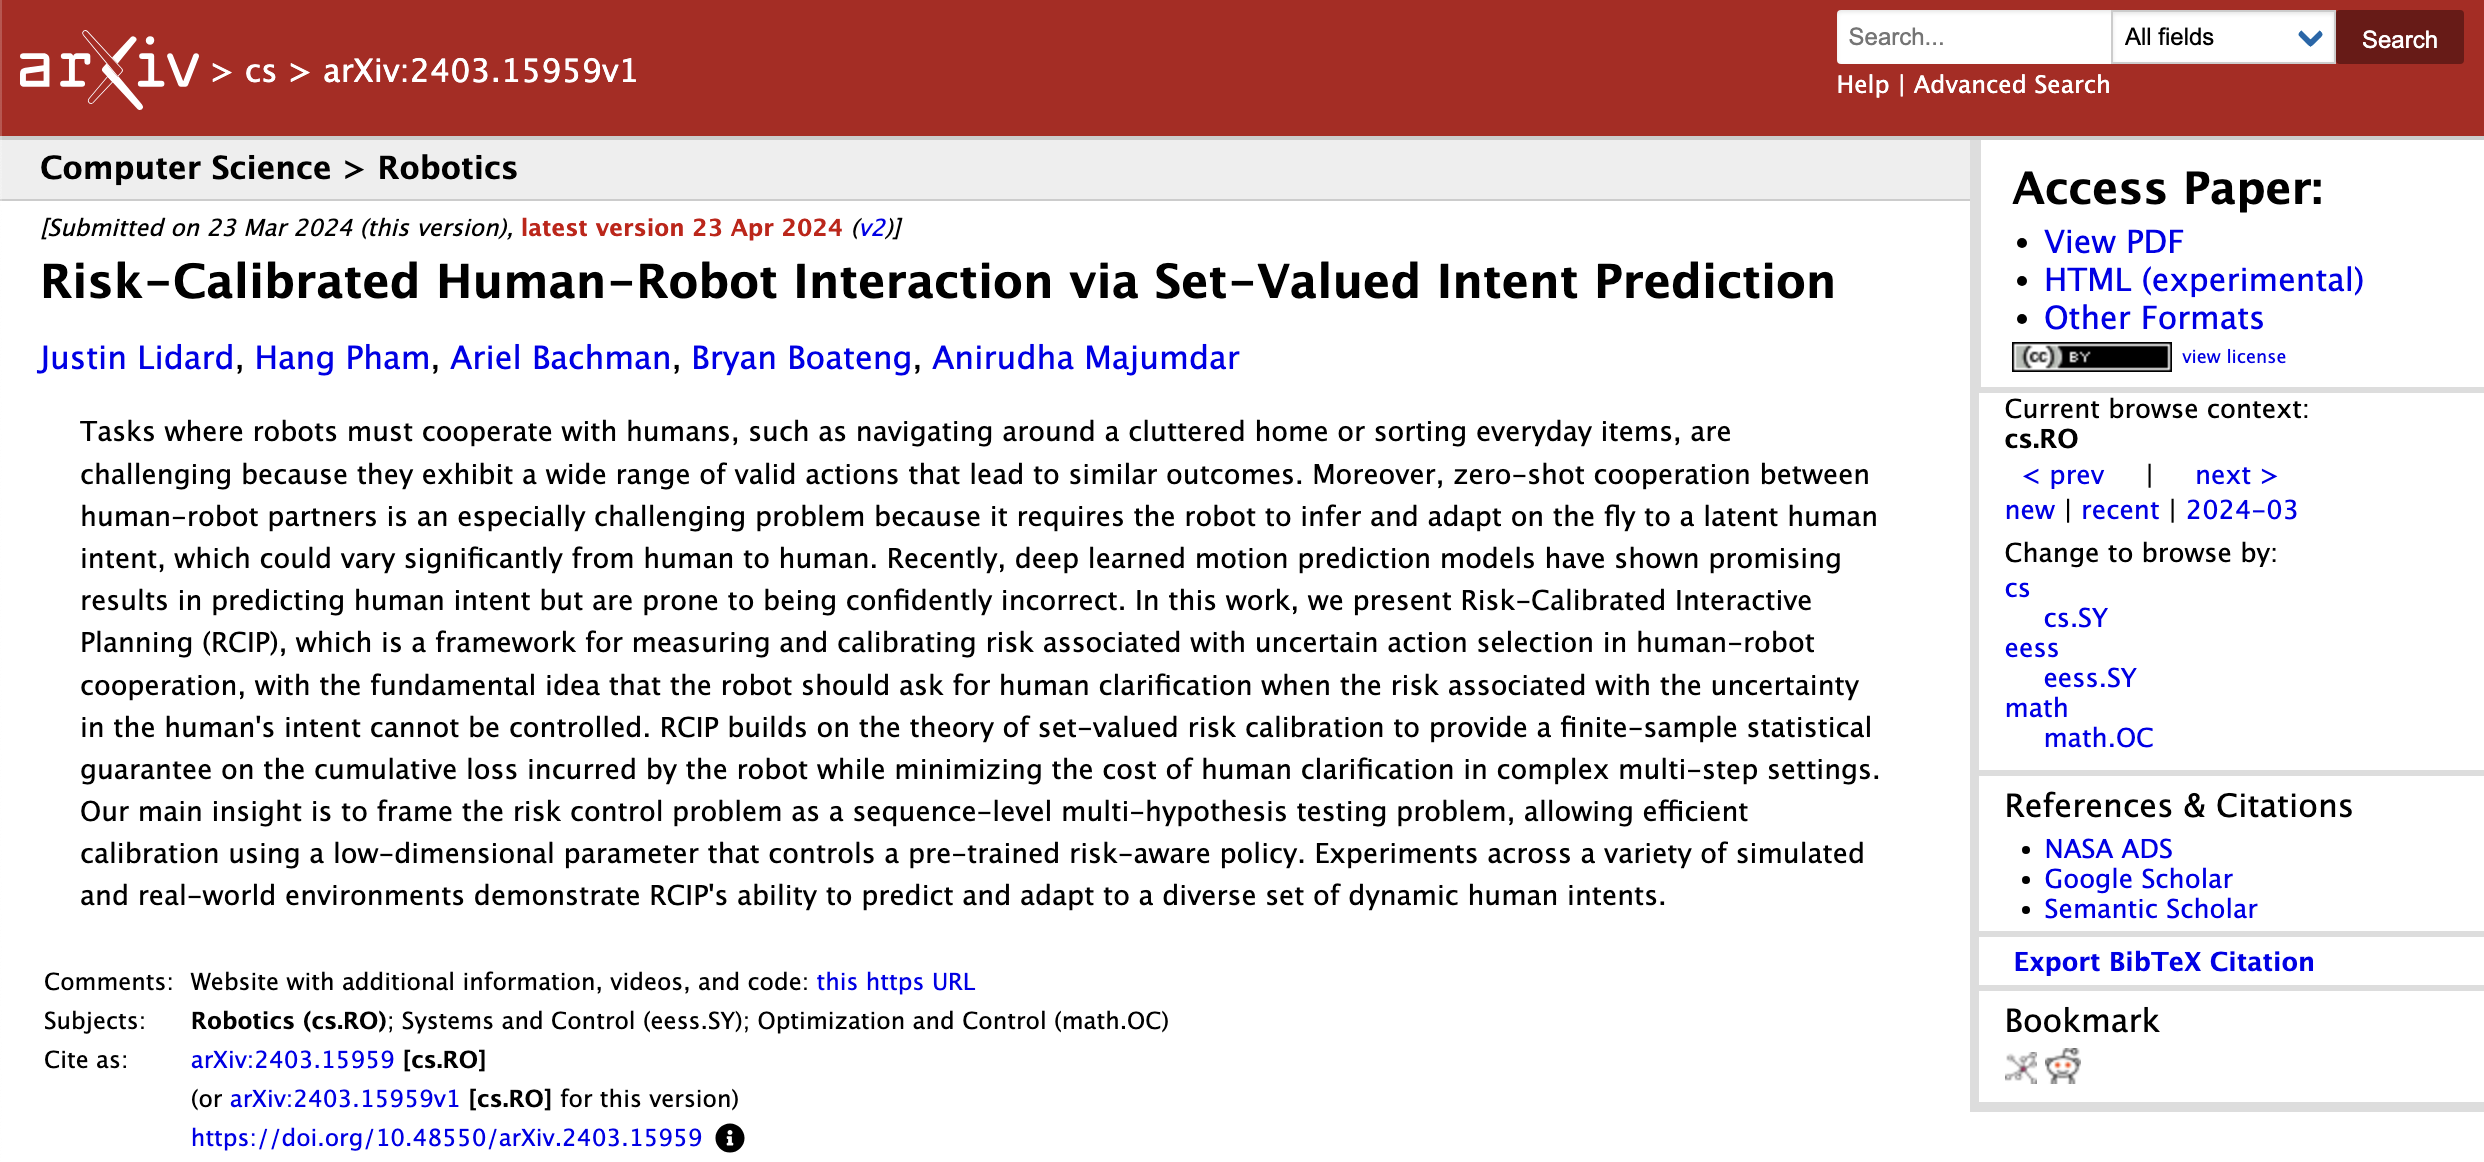 arXiv > cs > arXiv:2403.15959v1
Search...
All fields
Search
Help | Advanced Search
Computer Science > Robotics
[Submitted on 23 Mar 2024 (this version), latest version 23 Apr 2024 (v2)]
Risk-Calibrated Human-Robot Interaction via Set-Valued Intent Prediction
Justin Lidard, Hang Pham, Ariel Bachman, Bryan Boateng, Anirudha Majumdar
Tasks where robots must cooperate with humans, such as navigating around a cluttered home or sorting everyday items, are
challenging because they exhibit a wide range of valid actions that lead to similar outcomes. Moreover, zero-shot cooperation between
human-robot partners is an especially challenging problem because it requires the robot to infer and adapt on the fly to a latent human
intent, which could vary significantly from human to human. Recently, deep learned motion prediction models have shown promising
results in predicting human intent but are prone to being confidently incorrect. In this work, we present Risk-Calibrated Interactive
Planning (RCIP), which is a framework for measuring and calibrating risk associated with uncertain action selection in human-robot
cooperation, with the fundamental idea that the robot should ask for human clarification when the risk associated with the uncertainty
in the human's intent cannot be controlled. RCIP builds on the theory of set-valued risk calibration to provide a finite-sample statistical
guarantee on the cumulative loss incurred by the robot while minimizing the cost of human clarification in complex multi-step settings.
Our main insight is to frame the risk control problem as a sequence-level multi-hypothesis testing problem, allowing efficient
calibration using a low-dimensional parameter that controls a pre-trained risk-aware policy. Experiments across a variety of simulated
and real-world environments demonstrate RCIP's ability to predict and adapt to a diverse set of dynamic human intents.
Comments: Website with additional information, videos, and code: this https URL
Subjects: Robotics (cs.RO); Systems and Control (eess.SY); Optimization and Control (math.OC)
Cite as: arXiv:2403.15959 [cs.RO]
(or arXiv:2403.15959v1 [cs.RO] for this version)
https://doi.org/10.48550/arXiv.2403.15959
Access Paper:
• View PDF
• HTML (experimental)
• Other Formats
(cc) BY view license
Current browse context:
cs.RO
< prev | next >
new | recent | 2024-03
Change to browse by:
cs
cs.SY
eess
eess.SY
math
math.OC
References & Citations
• NASA ADS
• Google Scholar
• Semantic Scholar
Export BibTeX Citation
Bookmark